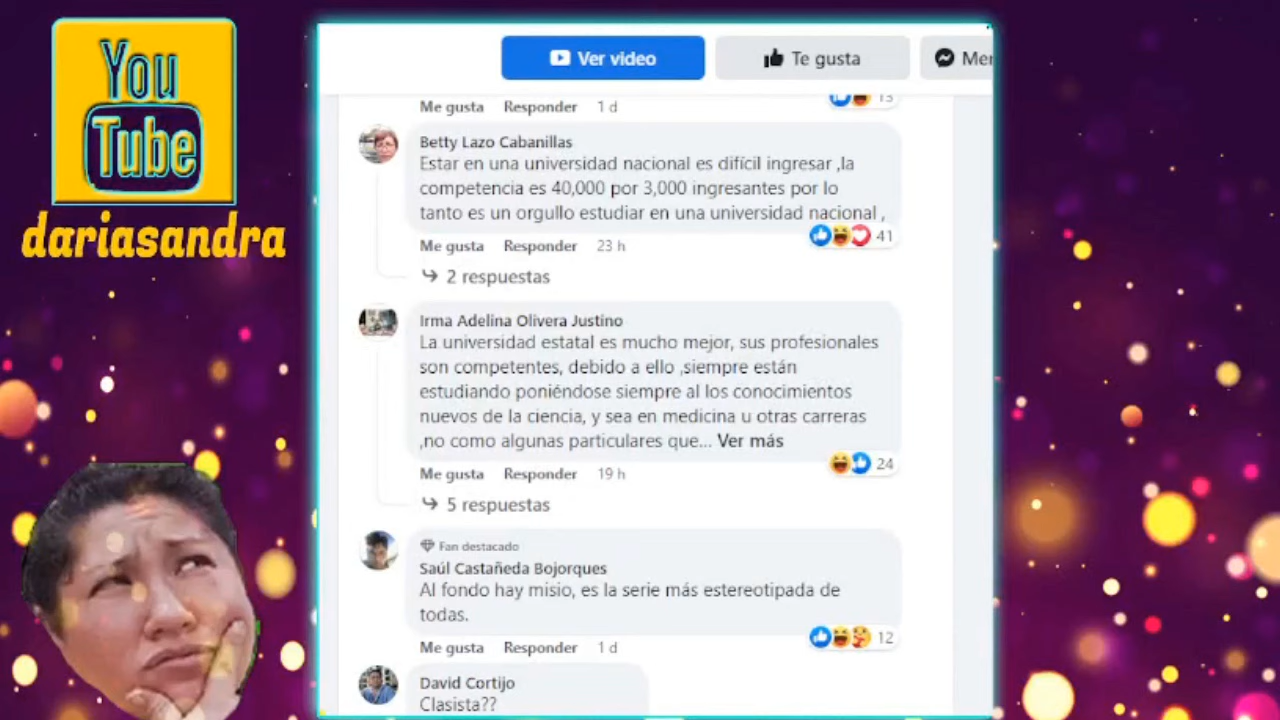 You
Tube
dariasandra
Ver video
Te gusta
Me gusta Responder 1 d
13
Betty Lazo Cabanillas
Estar en una universidad nacional es difícil ingresar ,la
competencia es 40,000 por 3,000 ingresantes por lo
tanto es un orgullo estudiar en una universidad nacional ,
41
Me gusta Responder 23 h
2 respuestas
Irma Adelina Olivera Justino
La universidad estatal es mucho mejor, sus profesionales
son competentes, debido a ello ,siempre están
estudiando poniéndose siempre al los conocimientos
nuevos de la ciencia, y sea en medicina u otras carreras
,no como algunas particulares que... Ver más
24
Me gusta Responder 19 h
5 respuestas
Fan destacado
Saúl Castañeda Bojorques
Al fondo hay misio, es la serie más estereotipada de
todas.
12
Me gusta Responder 1 d
David Cortijo
Clasista??